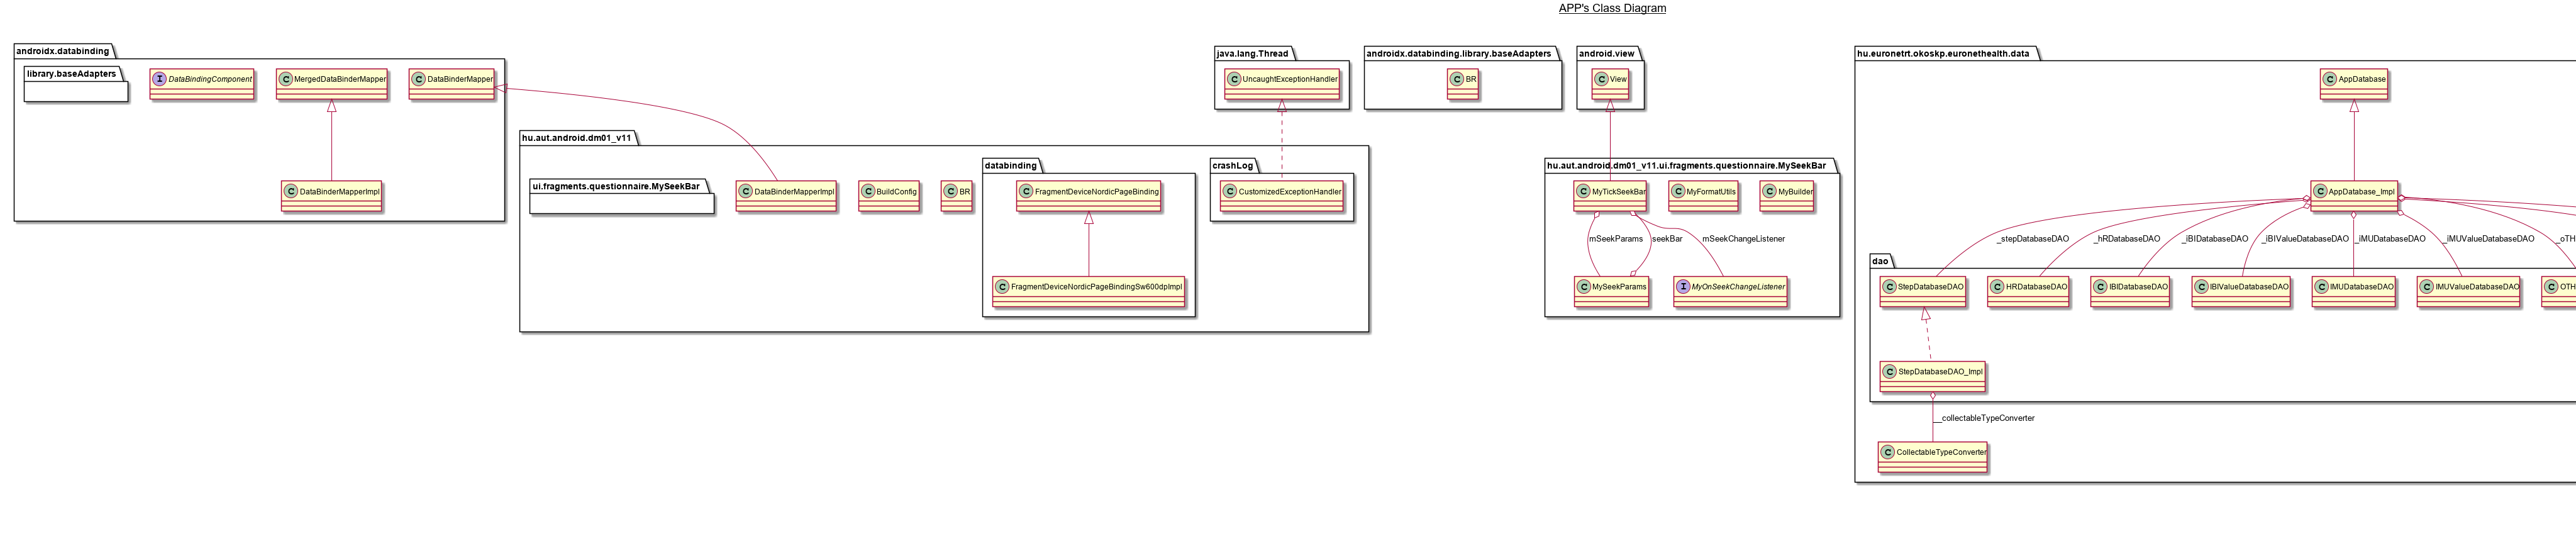 APP's Class Diagram
androidx.databinding
library.baseAdapters
I DataBindingComponent
C MergedDataBinderMapper
C DataBinderMapper
C DataBinderMapperImpl
hu.aut.android.dm01_v11
ui.fragments.questionnaire.MySeekBar
C DataBinderMapperImpl
C BuildConfig
C BR
databinding
C FragmentDeviceNordicPageBinding
C FragmentDeviceNordicPageBindingSw600dpImpl
crashLog
C CustomizedExceptionHandler
java.lang.Thread
C UncaughtExceptionHandler
androidx.databinding.library.baseAdapters
C BR
android.view
C View
hu.aut.android.dm01_v11.ui.fragments.questionnaire.MySeekBar
C MyTickSeekBar
C MyFormatUtils
C MyBuilder
mSeekParams
seekBar
mSeekChangeListener
C MySeekParams
I MyOnSeekChangeListener
hu.euronetrt.okoskp.euronethealth.data
C AppDatabase
C AppDatabase_Impl
_stepDatabaseDAO
_hRDatabaseDAO
_iBIDatabaseDAO
_iBIValueDatabaseDAO
_iMUDatabaseDAO
_iMUValueDatabaseDAO
_oTH
dao
C StepDatabaseDAO
C HRDatabaseDAO
C IBIDatabaseDAO
C IBIValueDatabaseDAO
C IMUDatabaseDAO
C IMUValueDatabaseDAO
C OTH
C StepDatabaseDAO_Impl
__collectableTypeConverter
C CollectableTypeConverter